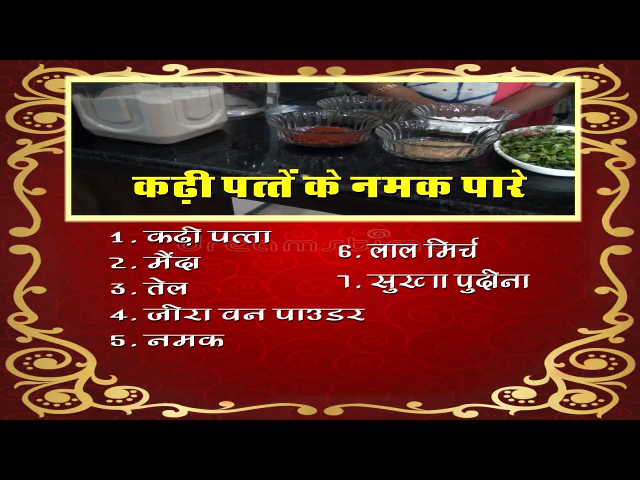 कढ़ी पत्तें के नमक पारे
1. कढी पत्ता
2. मैंदा
3. तेल
4. जीरा वन पाउडर
5. नमक
6. लाल मिर्च
7. सुखा पुदीना